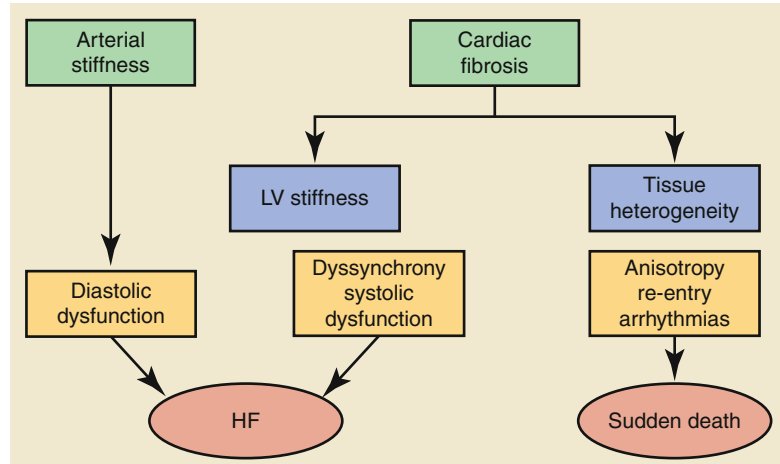 Arterial
stiffness
Cardiac
fibrosis
LV stiffness
Tissue
heterogeneity
Diastolic
dysfunction
Dyssynchrony
systolic
dysfunction
Anisotropy
re-entry
arrhythmias
HF
Sudden death